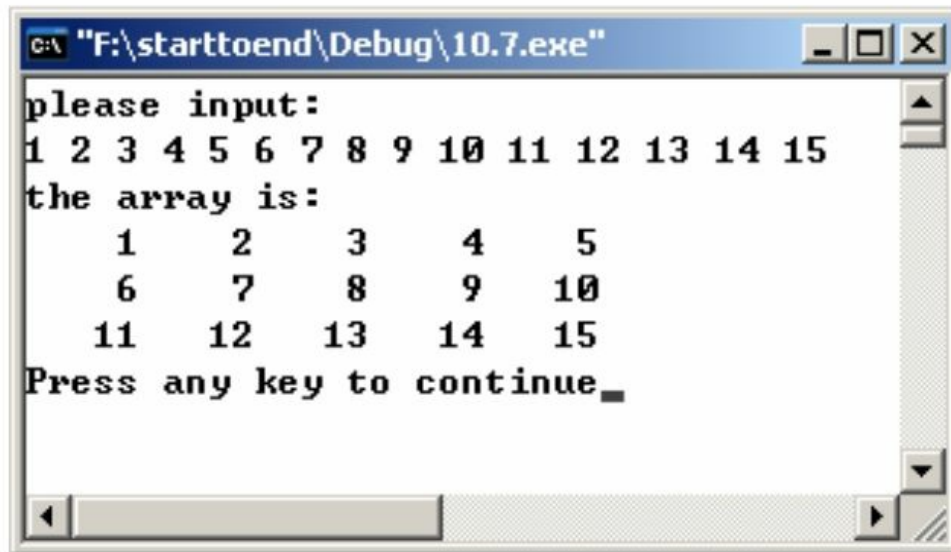 "F:\starttoend\Debug\10.7.exe"
please input:
1 2 3 4 5 6 7 8 9 10 11 12 13 14 15
the array is:
1 2 3 4 5
6 7 8 9 10
11 12 13 14 15
Press any key to continue